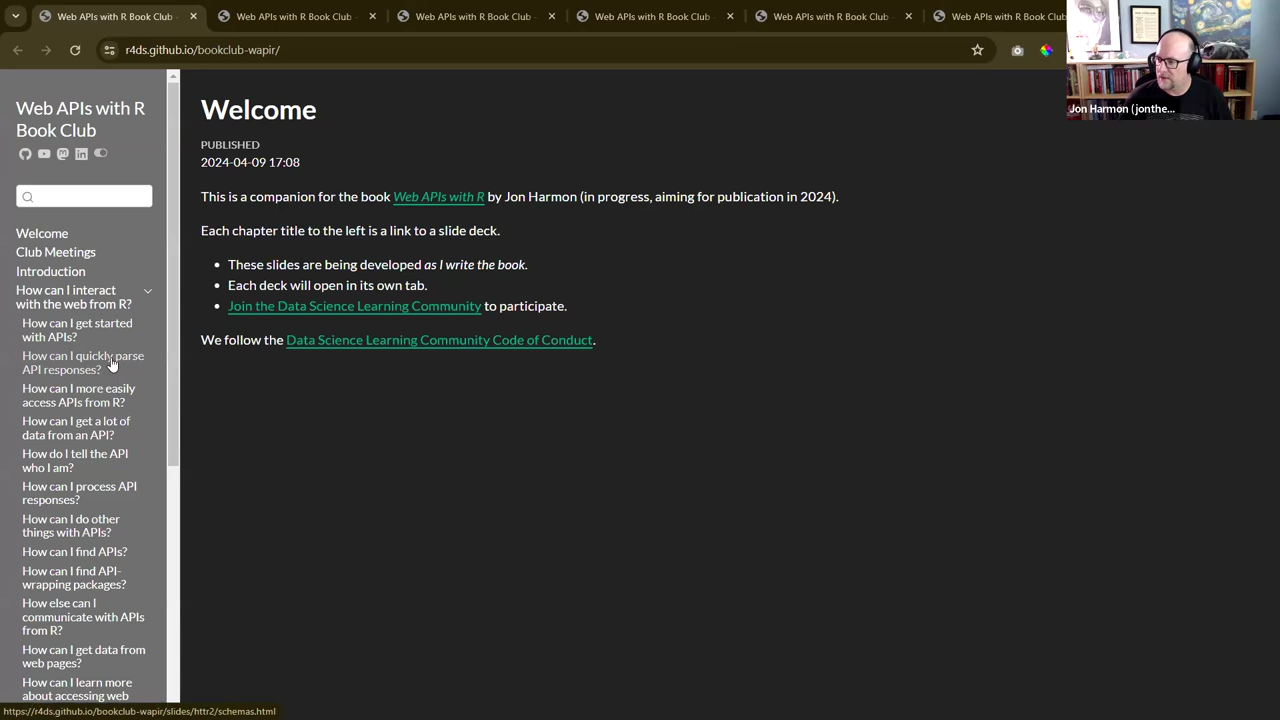 Web APIs with R Book Club
Web APIs with R Book Club
Web APIs with R Book Club
Web APIs with R Book Club
Web APIs with R Book Club
Web APIs with R Book Clu
r4ds.github.io/bookclub-wapir/
Jon Harmon (jonthe...
Web APIs with R
Book Club
Welcome
Club Meetings
Introduction
How can I interact
with the web from R?
How can I get started
with APIs?
How can I quickly parse
API responses?
How can I more easily
access APIs from R?
How can I get a lot of
data from an API?
How do I tell the API
who I am?
How can I process API
responses?
How can I do other
things with APIs?
How can I find APIs?
How can I find API-
wrapping packages?
How else can I
communicate with APIs
from R?
How can I get data from
web pages?
How can I learn more
about accessing web
Welcome
PUBLISHED
2024-04-09 17:08
This is a companion for the book Web APIs with R by Jon Harmon (in progress, aiming for publication in 2024).
Each chapter title to the left is a link to a slide deck.
• These slides are being developed as I write the book.
• Each deck will open in its own tab.
• Join the Data Science Learning Community to participate.
We follow the Data Science Learning Community Code of Conduct.
https://r4ds.github.io/bookclub-wapir/slides/httr2/schemas.html